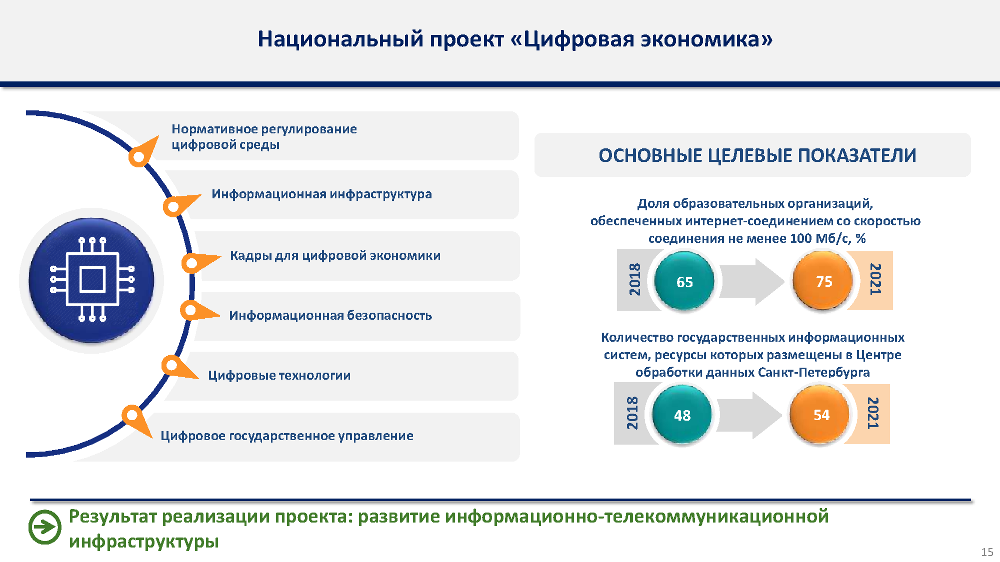 Национальный проект «Цифровая экономика»
Нормативное регулирование
цифровой среды
Информационная инфраструктура
Кадры для цифровой экономики
Информационная безопасность
Цифровые технологии
Цифровое государственное управление
ОСНОВНЫЕ ЦЕЛЕВЫЕ ПОКАЗАТЕЛИ
Доля образовательных организаций,
обеспеченных интернет-соединением со скоростью
соединения не менее 100 Мб/с, %
2018
65
75
2021
Количество государственных информационных
систем, ресурсы которых размещены в Центре
обработки данных Санкт-Петербурга
2018
48
54
2021
Результат реализации проекта: развитие информационно-телекоммуникационной
инфраструктуры
15